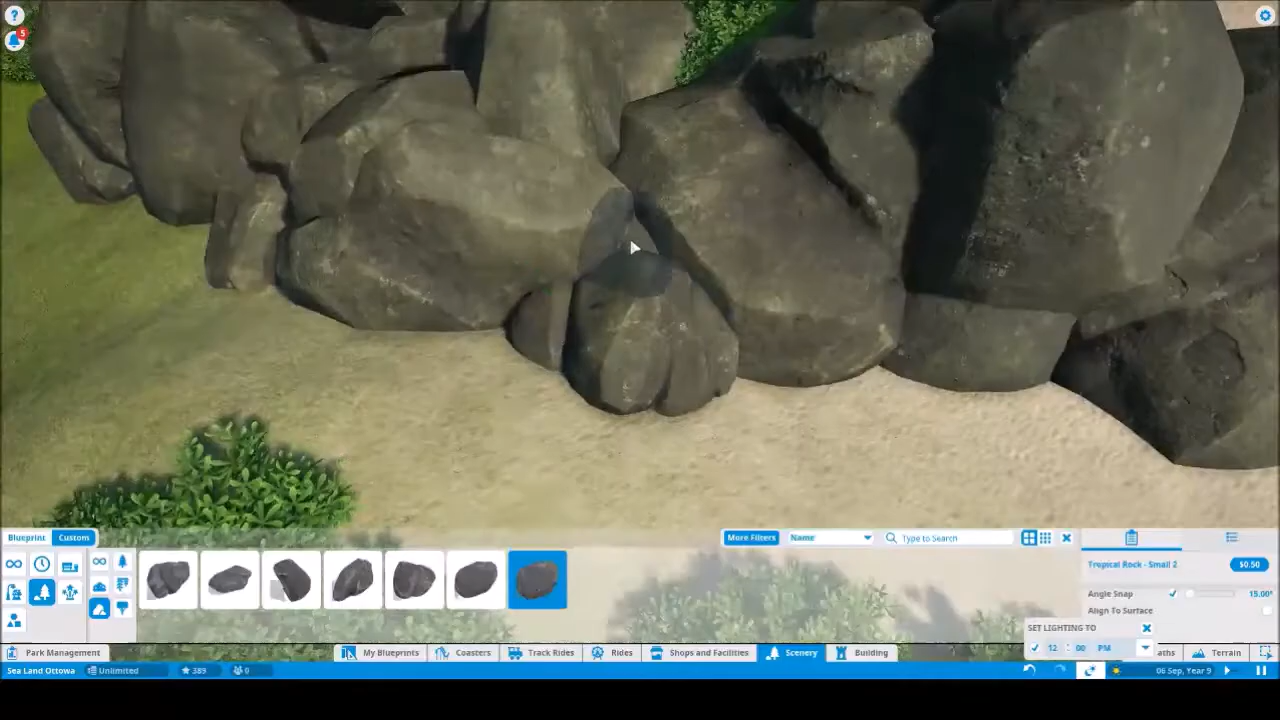 ?
5
Blueprint Custom
More Filters Name Type to Search
Tropical Rock - Small 2 $0.50
Angle Snap 15.00°
Align To Surface
SET LIGHTING TO
12 : 00 PM
Park Management My Blueprints Coasters Track Rides Rides Shops and Facilities Scenery Building aths Terrain
Sea Land Ottowa Unlimited 389 0 06 Sep, Year 9